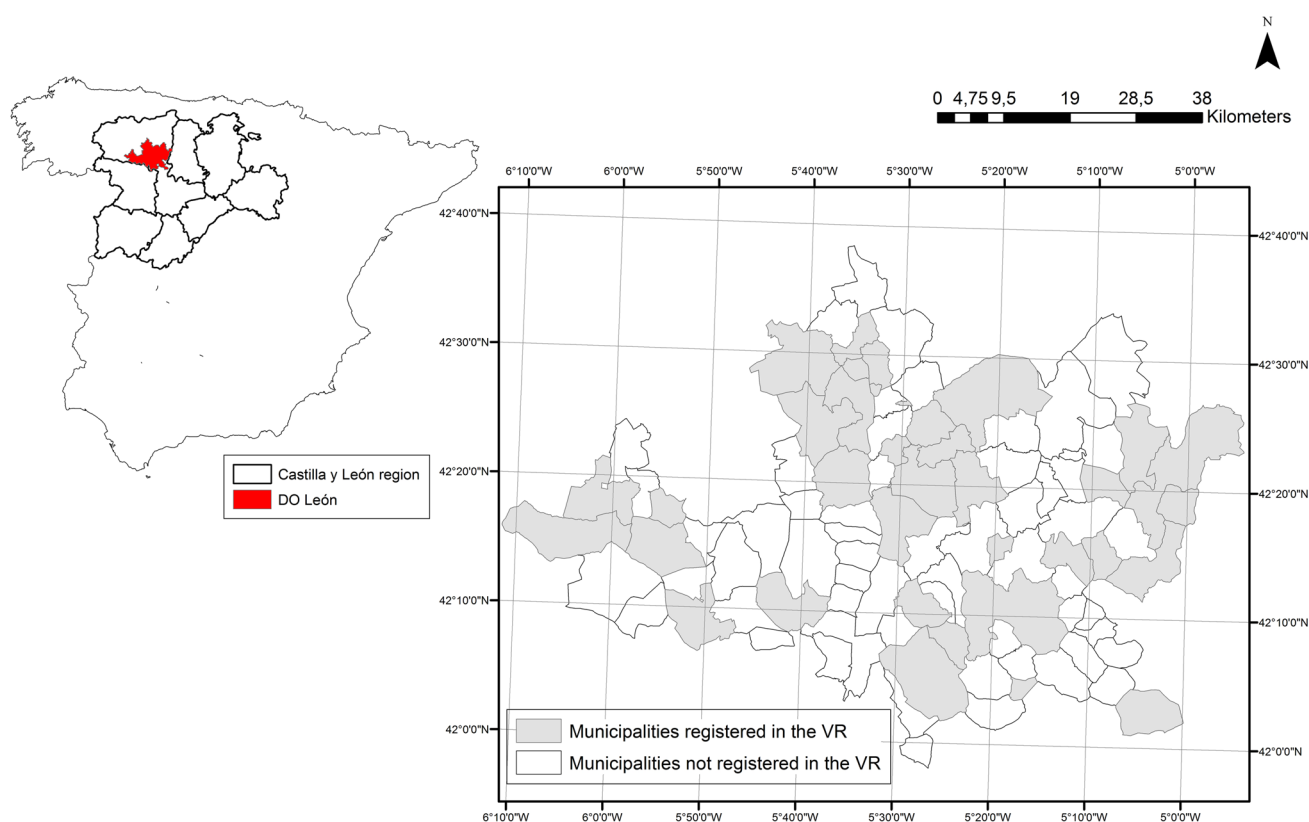 N
0 4,75 9,5 19 28,5 38
Kilometers
6°10'0"W 6°0'0"W 5°50'0"W 5°40'0"W 5°30'0"W 5°20'0"W 5°10'0"W 5°0'0"W
42°40'0"N 42°40'0"N
42°30'0"N 42°30'0"N
Castilla y León region
DO León
42°20'0"N 42°20'0"N
42°10'0"N 42°10'0"N
42°0'0"N 42°0'0"N
Municipalities registered in the VR
Municipalities not registered in the VR
6°10'0"W 6°0'0"W 5°50'0"W 5°40'0"W 5°30'0"W 5°20'0"W 5°10'0"W 5°0'0"W